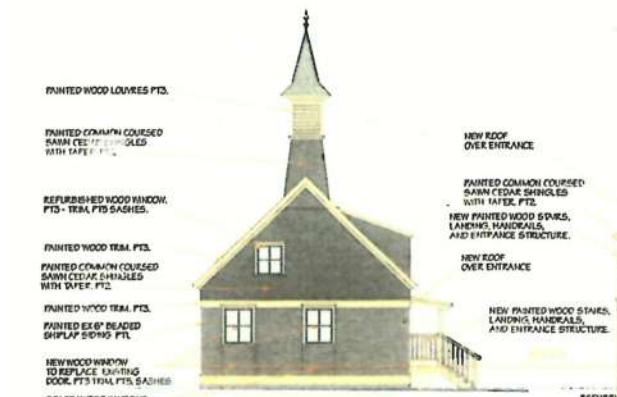 PAINTED WOOD LOUVRES PT3.
PAINTED COMMON COURSED
SAWN CEDAR SHINGLES
WITH TAPER. PT2.
REFURBISHED WOOD WINDOW.
PT3 - TRIM, PT5 SASHES.
PAINTED WOOD TRIM. PT3.
PAINTED COMMON COURSED
SAWN CEDAR SHINGLES
WITH TAPER. PT2.
PAINTED WOOD TRIM. PT3.
PAINTED EX 6" BEADED
SHIPLAP SIDING PT1.
NEW WOOD WINDOW
TO REPLACE EXISTING
DOOR. PT3 TRIM, PT5. SASHES
NEW ROOF
OVER ENTRANCE
PAINTED COMMON COURSED
SAWN CEDAR SHINGLES
WITH TAPER. PT2.
NEW PAINTED WOOD STAIRS,
LANDING, HANDRAILS,
AND ENTRANCE STRUCTURE.
NEW ROOF
OVER ENTRANCE
NEW PAINTED WOOD STAIRS,
LANDING, HANDRAILS,
AND ENTRANCE STRUCTURE.